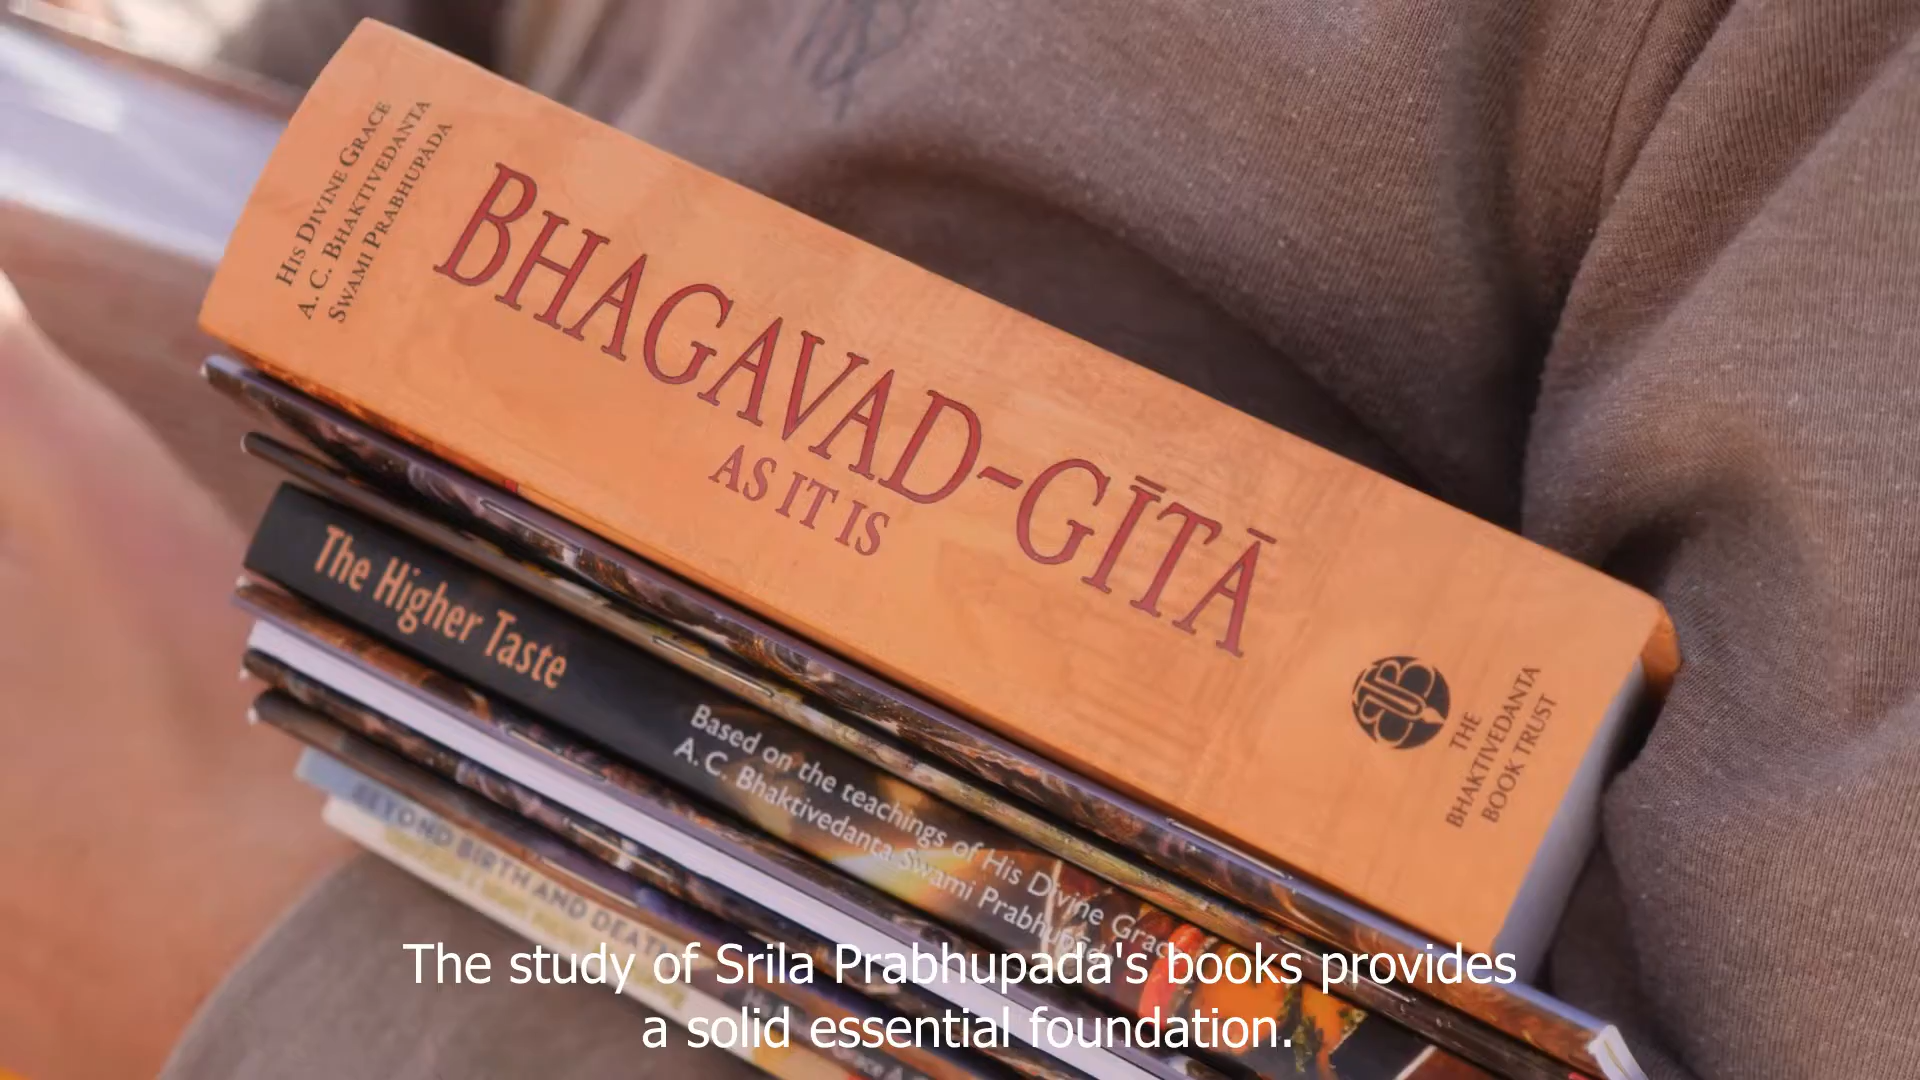 His Divine Grace
A. C. Bhaktivedanta
Swami Prabhupāda
BHAGAVAD-GĪTĀ
AS IT IS
THE
BHAKTIVEDANTA
BOOK TRUST
The Higher Taste
Based on the teachings of His Divine Grace
A. C. Bhaktivedanta Swami Prabhupāda
BEYOND BIRTH AND DEATH
The study of Srila Prabhupada's books provides
a solid essential foundation.